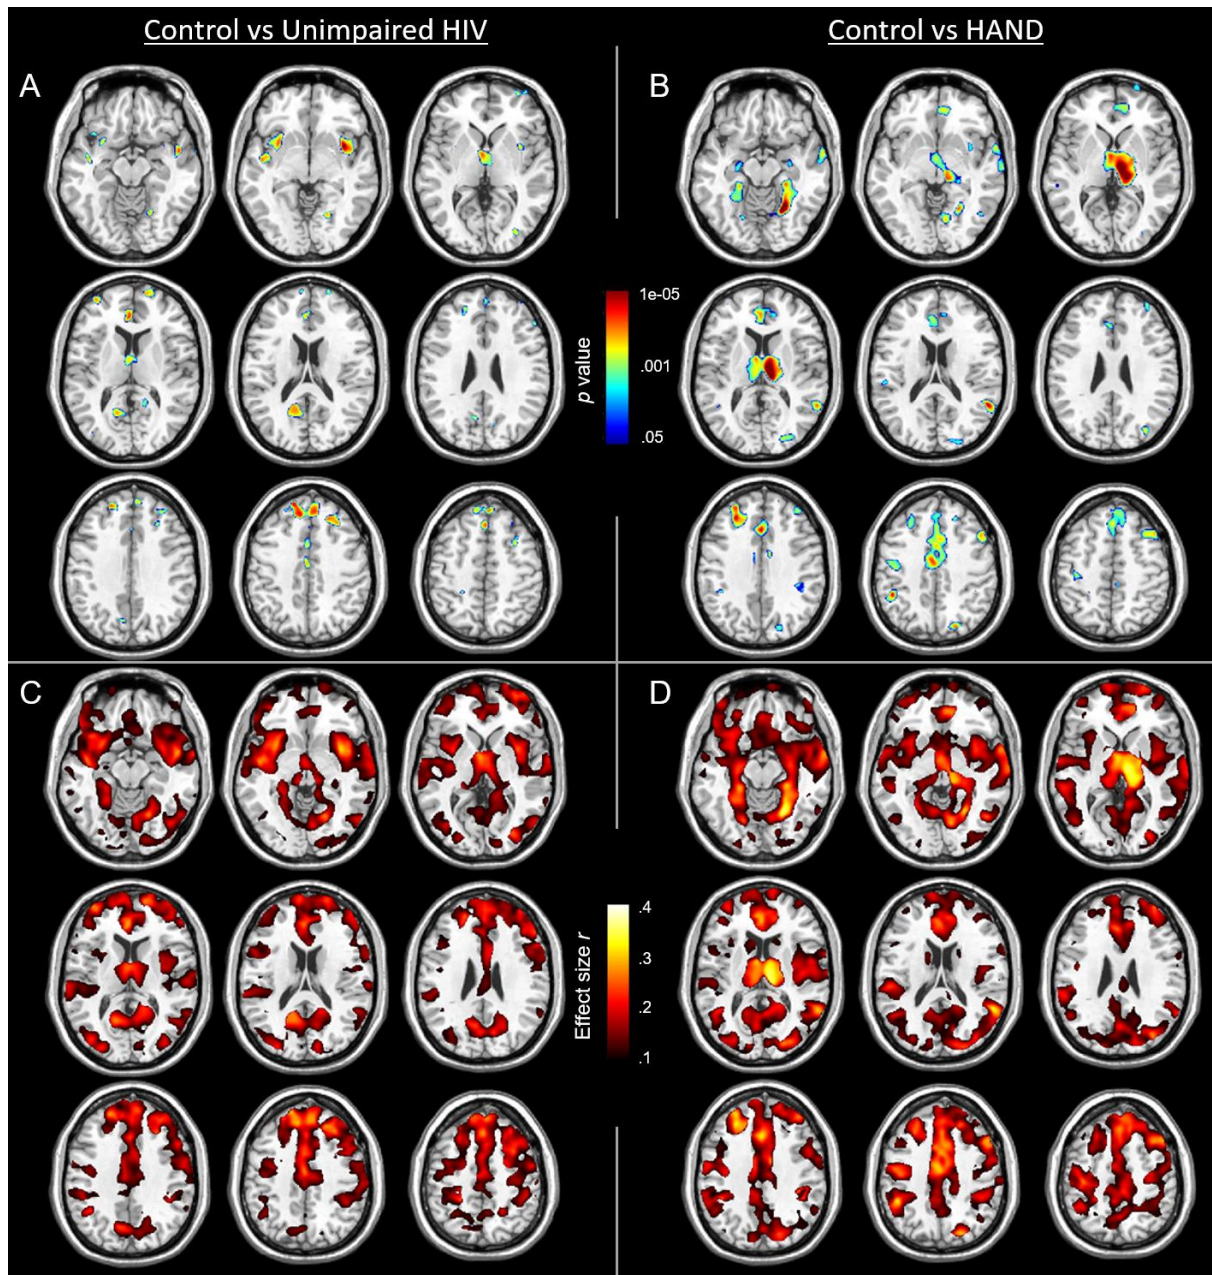 Control vs Unimpaired HIV
Control vs HAND
A
B
p value
1e-05
.001
.05
C
D
Effect size r
.4
.3
.2
.1